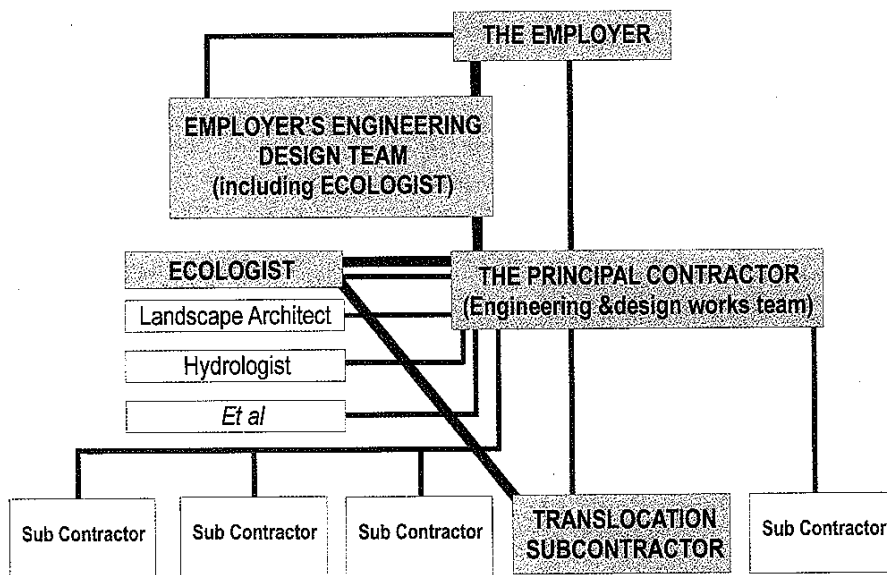 THE EMPLOYER
EMPLOYER'S ENGINEERING
DESIGN TEAM
(including ECOLOGIST)
ECOLOGIST
THE PRINCIPAL CONTRACTOR
(Engineering &design works team)
Landscape Architect
Hydrologist
Et al
Sub Contractor
Sub Contractor
Sub Contractor
TRANSLOCATION
SUBCONTRACTOR
Sub Contractor